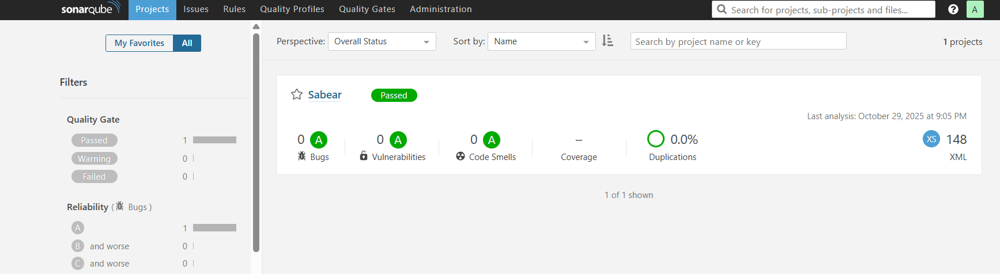 sonarqube Projects Issues Rules Quality Profiles Quality Gates Administration Search for projects, sub-projects and files... ? A
My Favorites All
Perspective: Overall Status Sort by: Name Search by project name or key 1 projects
Filters
Quality Gate
Passed 1
Warning 0
Failed 0
Reliability ( Bugs )
A 1
B and worse 0
C and worse 0
Sabear Passed
Last analysis: October 29, 2025 at 9:05 PM
0 A 0 A 0 A – 0.0% XS 148
Bugs Vulnerabilities Code Smells Coverage Duplications XML
1 of 1 shown